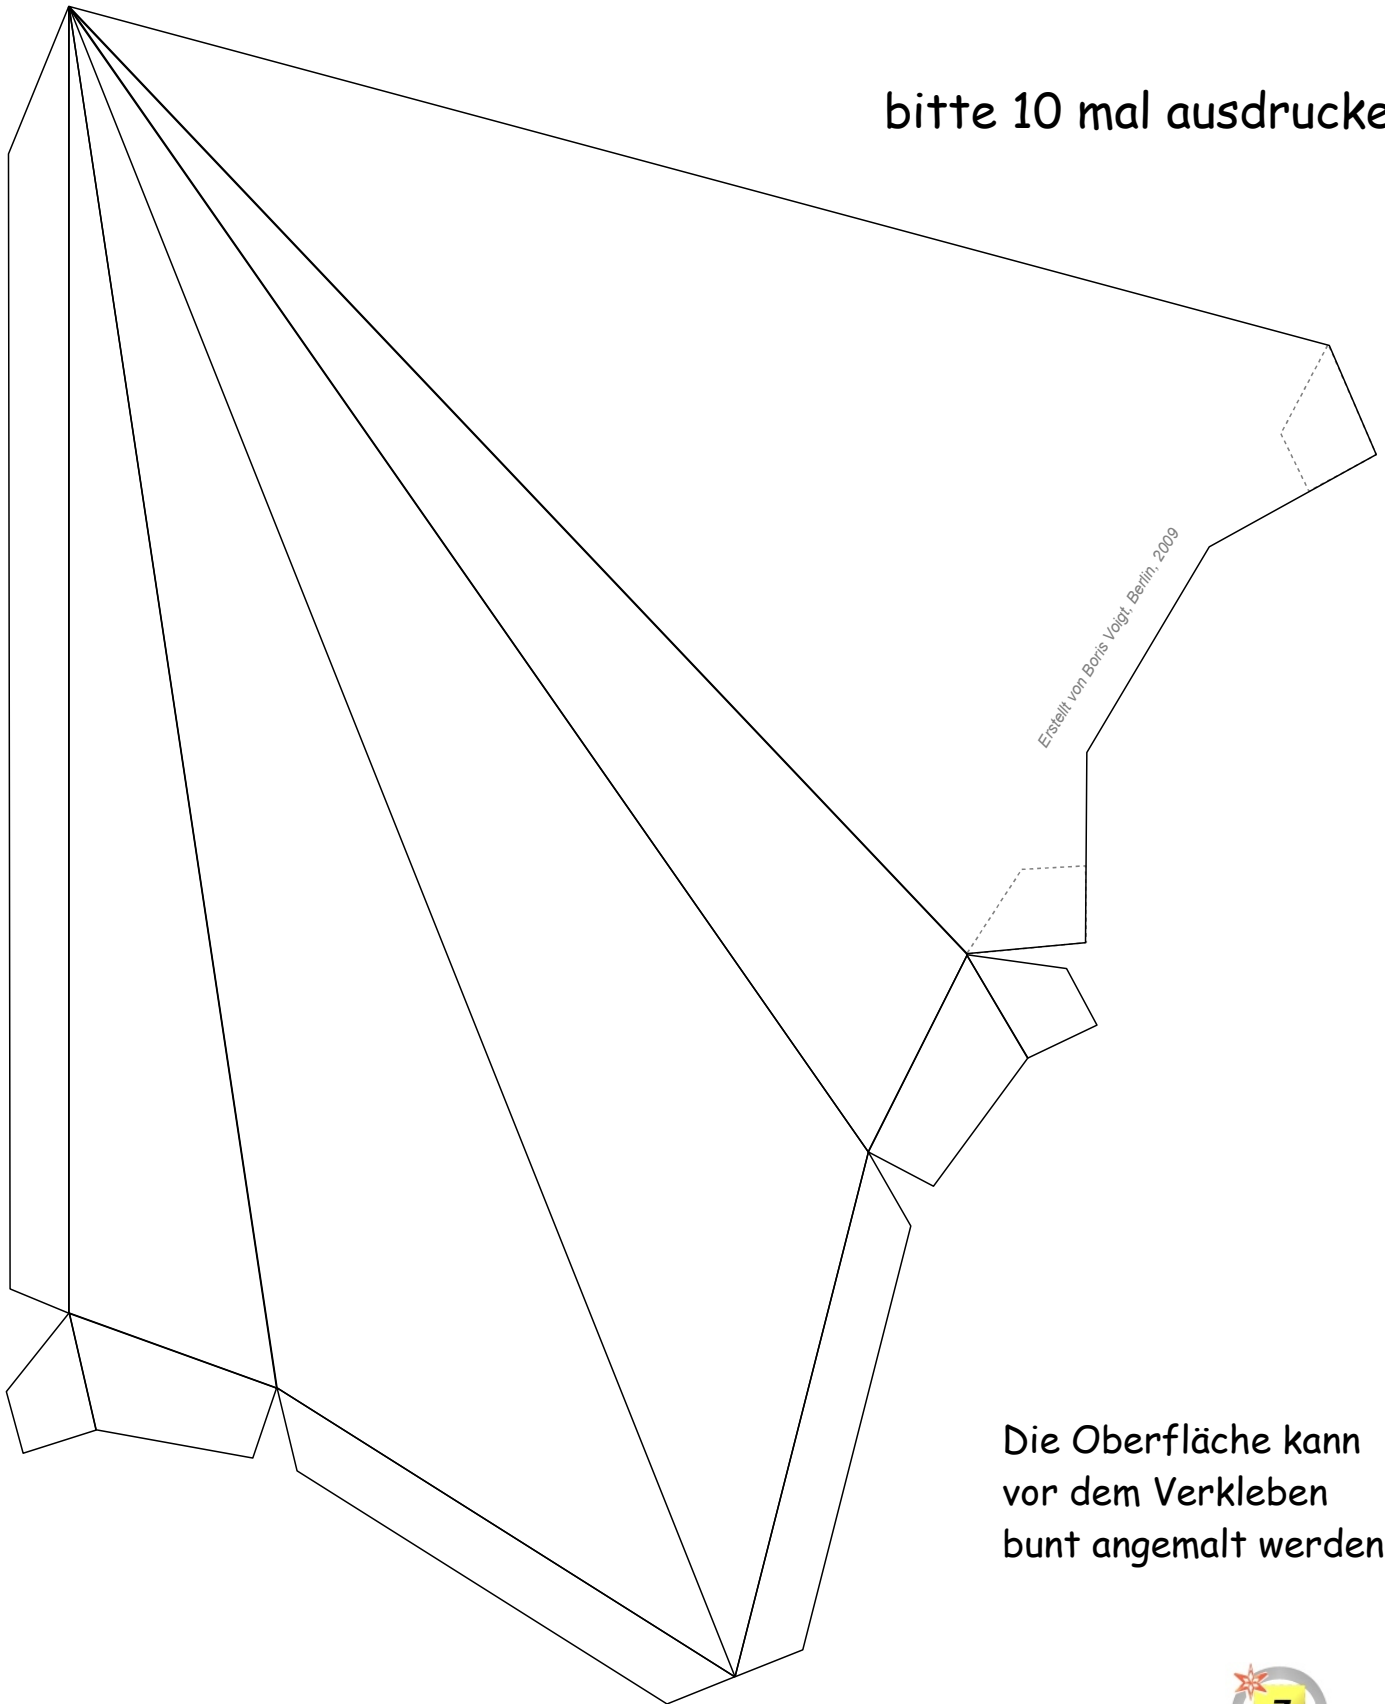 bitte 10 mal ausdrucke
Erstellt von Boris Voigt, Berlin, 2009
Die Oberfläche kann
vor dem Verkleben
bunt angemalt werden